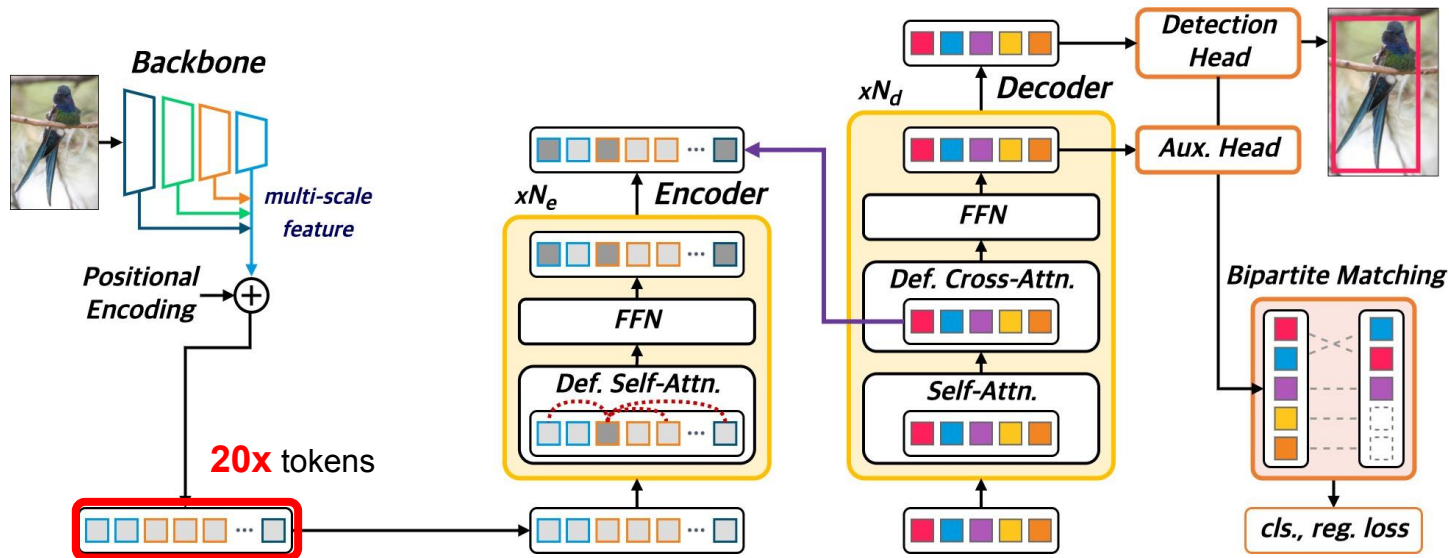 Backbone
multi-scale
feature
Positional
Encoding
20x tokens
...
xNe
Encoder
...
...
FFN
Def. Self-Attn.
...
...
xNd
Decoder
FFN
Def. Cross-Attn.
Self-Attn.
Detection
Head
Aux. Head
Bipartite Matching
cls., reg. loss